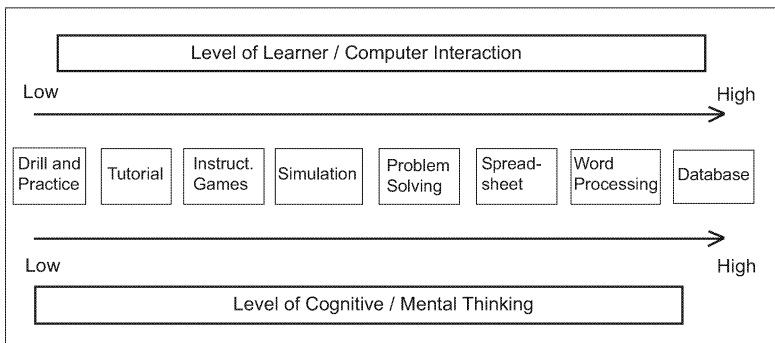 Level of Learner / Computer Interaction
Low
High
Drill and
Practice
Tutorial
Instruct.
Games
Simulation
Problem
Solving
Spread-
sheet
Word
Processing
Database
Low
High
Level of Cognitive / Mental Thinking